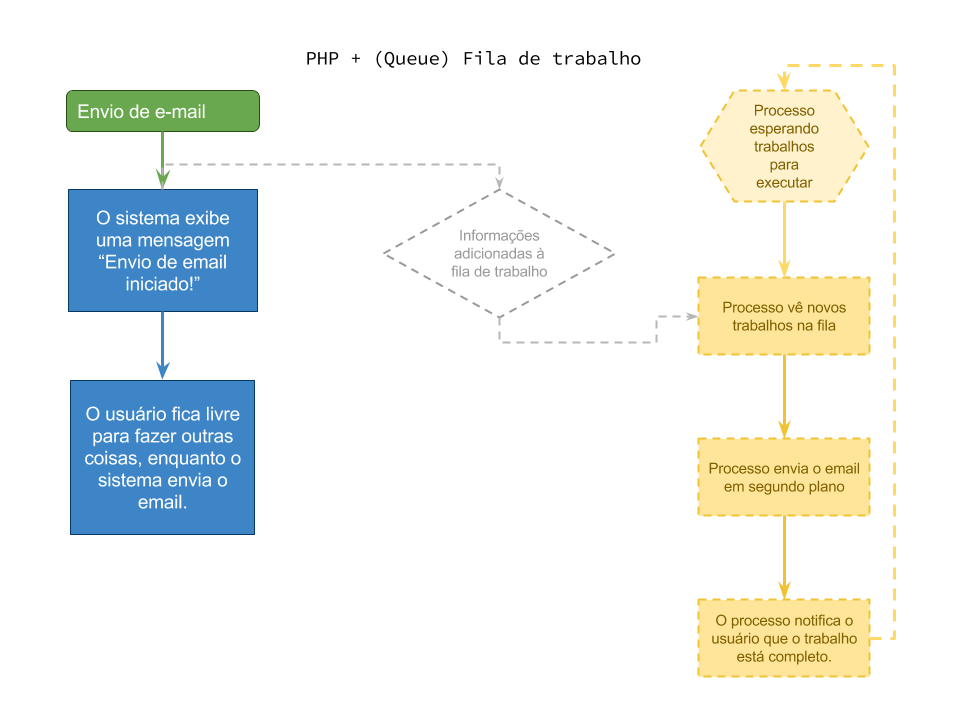 PHP + (Queue) Fila de trabalho
Envio de e-mail
O sistema exibe
uma mensagem
“Envio de email
iniciado!”
O usuário fica livre
para fazer outras
coisas, enquanto o
sistema envia o
email.
Informações
adicionadas à
fila de trabalho
Processo
esperando
trabalhos
para
executar
Processo vê novos
trabalhos na fila
Processo envia o email
em segundo plano
O processo notifica o
usuário que o trabalho
está completo.